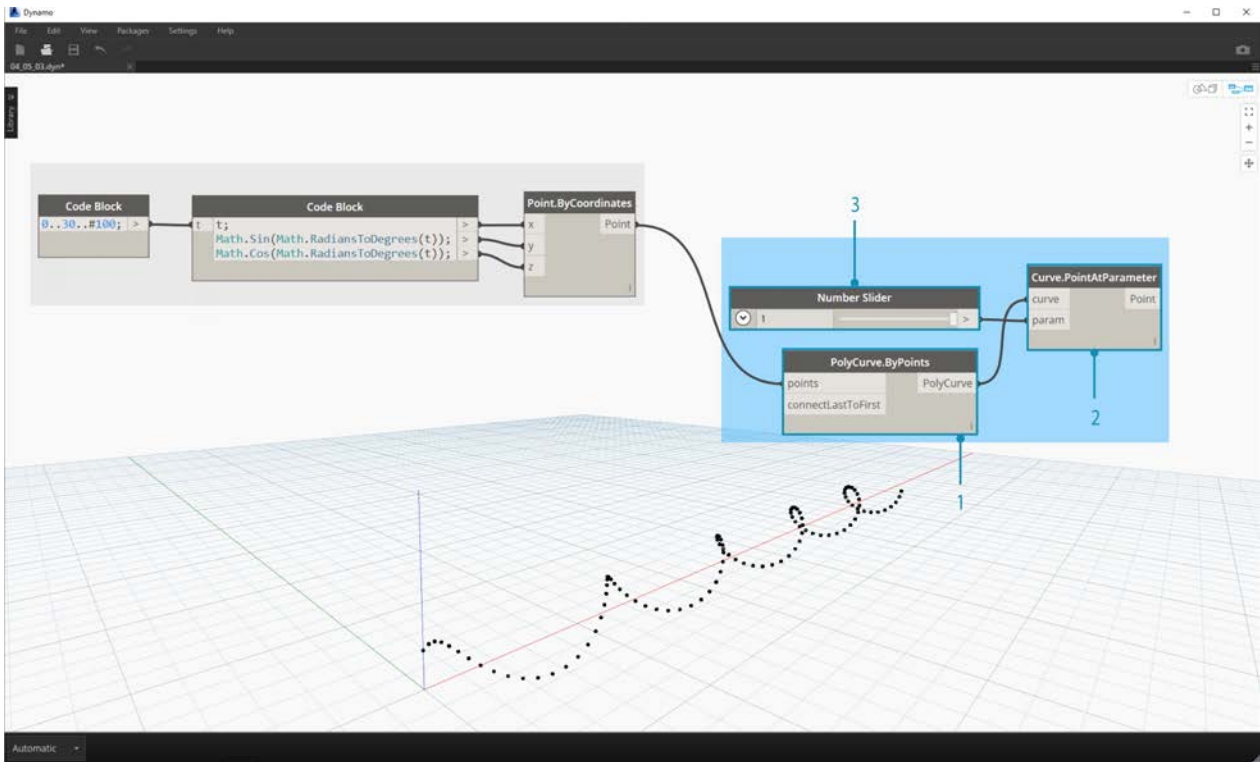 Dynamo
File Edit View Packages Settings Help
04_05_03.dyn*
Library
Code Block
0..30..#100; >
Code Block
t t; >
Math.Sin(Math.RadiansToDegrees(t)); >
Math.Cos(Math.RadiansToDegrees(t)); >
Point.ByCoordinates
x Point
y
z
3
Number Slider
1 >
Curve.PointAtParameter
curve Point
param
PolyCurve.ByPoints
points PolyCurve
connectLastToFirst
2
1
Automatic